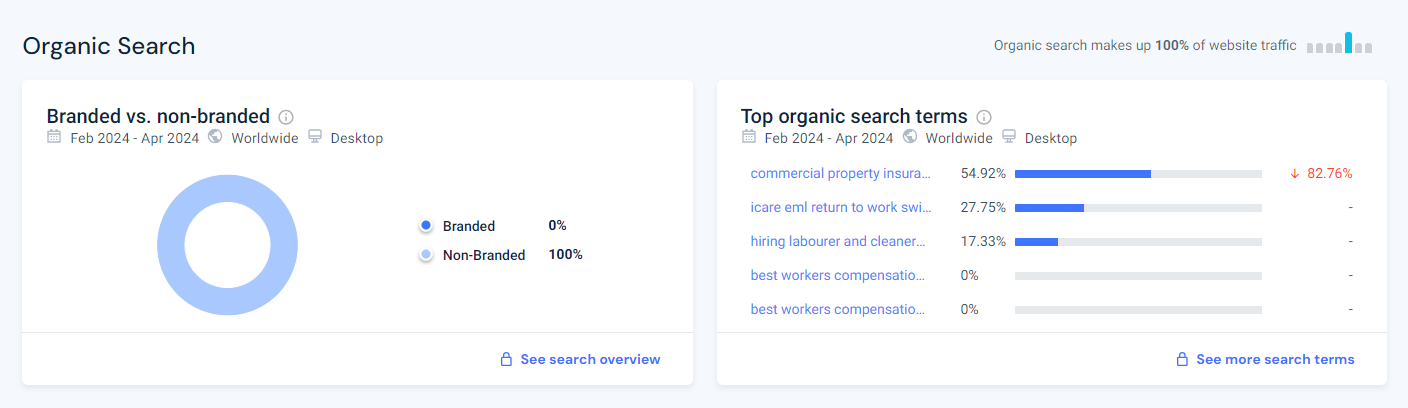 Organic Search
Organic search makes up 100% of website traffic
Branded vs. non-branded
Feb 2024 - Apr 2024 Worldwide Desktop
Branded 0%
Non-Branded 100%
See search overview
Top organic search terms
Feb 2024 - Apr 2024 Worldwide Desktop
commercial property insura... 54.92% ↓ 82.76%
icare eml return to work swi... 27.75% -
hiring labourer and cleaner... 17.33% -
best workers compensatio... 0% -
best workers compensatio... 0% -
See more search terms